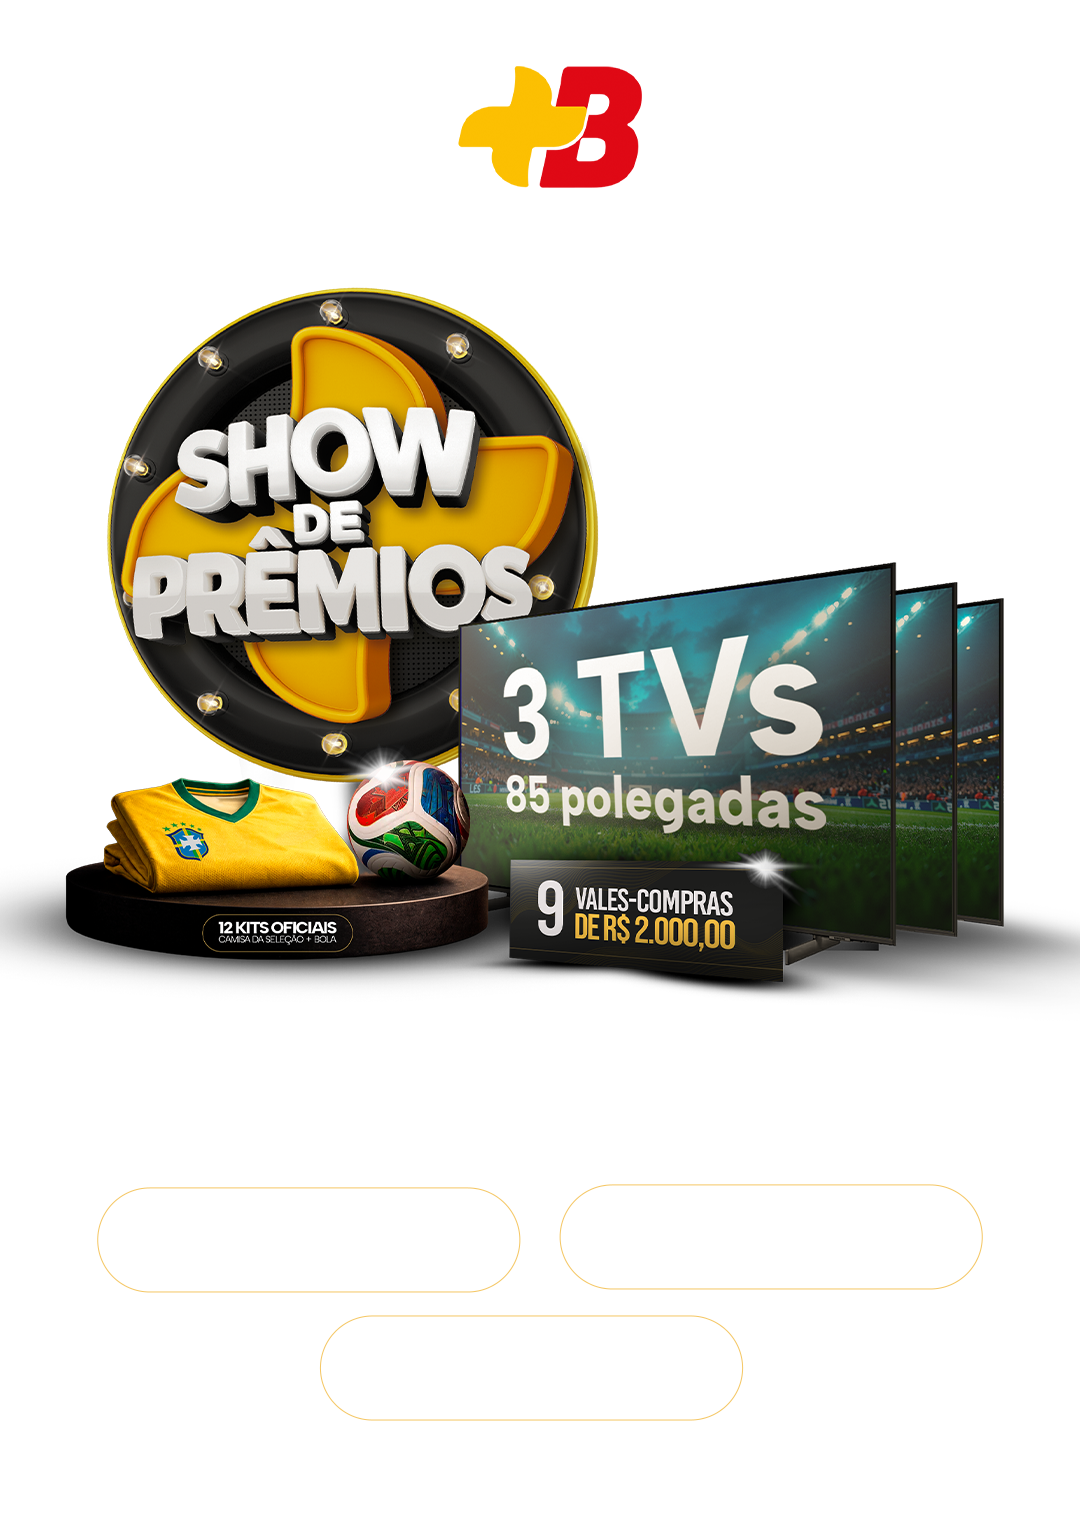 +B
SHOW
DE
PRÊMIOS
3 TVs
85 polegadas
9 VALES-COMPRAS
DE R$ 2.000,00
12 KITS OFICIAIS
CAMISA DA SELEÇÃO + BOLA